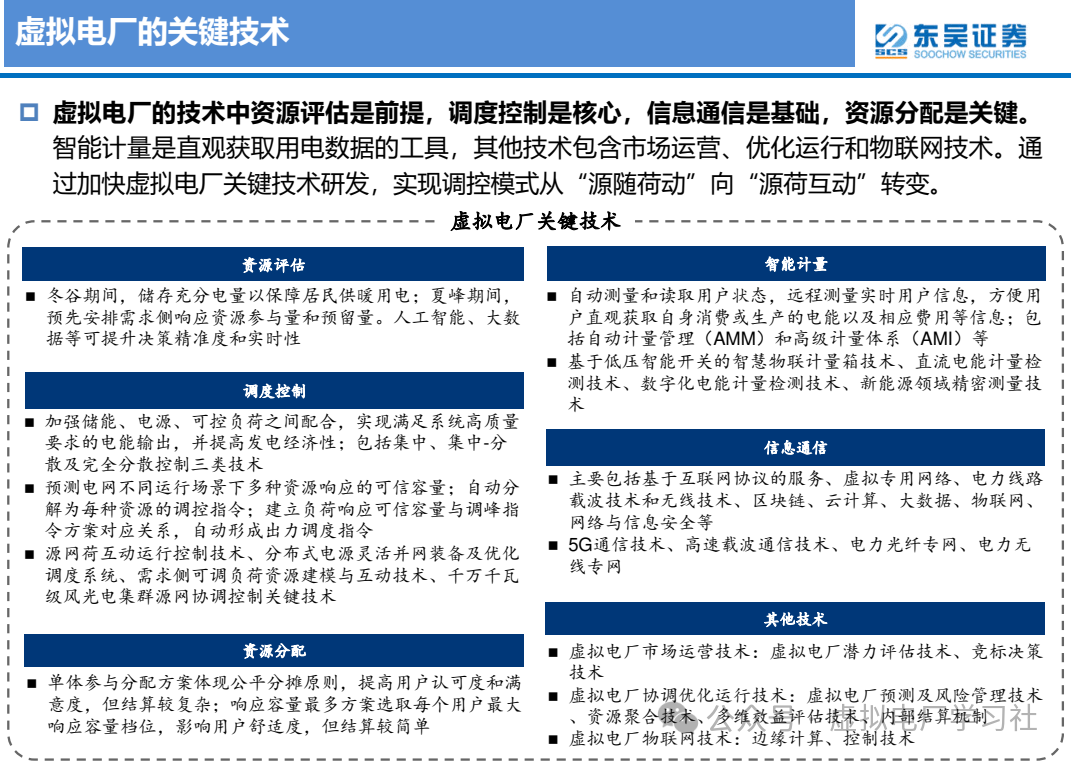 虚拟电厂的关键技术
东吴证券
SCS SOOCHOW SECURITIES
虚拟电厂的技术中资源评估是前提，调度控制是核心，信息通信是基础，资源分配是关键。
智能计量是直观获取用电数据的工具，其他技术包含市场运营、优化运行和物联网技术。通
过加快虚拟电厂关键技术研发，实现调控模式从“源随荷动”向“源荷互动”转变。
虚拟电厂关键技术
资源评估
冬谷期间，储存充分电量以保障居民供暖用电；夏峰期间，
预先安排需求侧响应资源参与量和预留量。人工智能、大数
据等可提升决策精准度和实时性
调度控制
加强储能、电源、可控负荷之间配合，实现满足系统高质量
要求的电能输出，并提高发电经济性；包括集中、集中-分
散及完全分散控制三类技术
预测电网不同运行场景下多种资源响应的可信容量；自动分
解为每种资源的调控指令；建立负荷响应可信容量与调峰指
令方案对应关系，自动形成出力调度指令
源网荷互动运行控制技术、分布式电源灵活并网装备及优化
调度系统、需求侧可调负荷资源建模与互动技术、千万千瓦
级风光电集群源网协调控制关键技术
资源分配
单体参与分配方案体现公平分摊原则，提高用户认可度和满
意度，但结算较复杂；响应容量最多方案选取每个用户最大
响应容量档位，影响用户舒适度，但结算较简单
智能计量
自动测量和读取用户状态，远程测量实时用户信息，方便用
户直观获取自身消费或生产的电能以及相应费用等信息；包
括自动计量管理（AMM）和高级计量体系（AMI）等
基于低压智能开关的智慧物联计量箱技术、直流电能计量检
测技术、数字化电能计量检测技术、新能源领域精密测量技
术
信息通信
主要包括基于互联网协议的服务、虚拟专用网络、电力线路
载波技术和无线技术、区块链、云计算、大数据、物联网、
网络与信息安全等
5G通信技术、高速载波通信技术、电力光纤专网、电力无
线专网
其他技术
虚拟电厂市场运营技术：虚拟电厂潜力评估技术、竞标决策
技术
虚拟电厂协调优化运行技术：虚拟电厂预测及风险管理技术
、资源聚合技术、多维效益评估技术、内部结算机制
虚拟电厂物联网技术：边缘计算、控制技术
公众号 · 虚拟电厂学习社